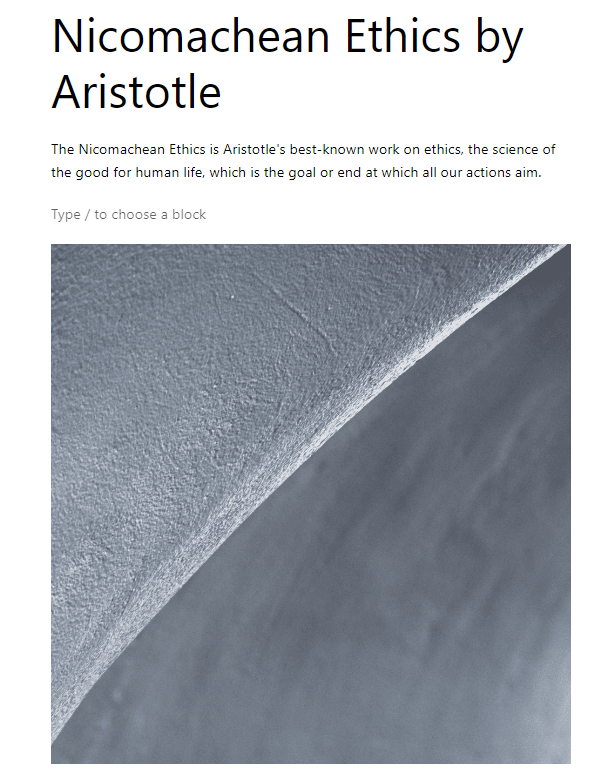 Nicomachean Ethics by
Aristotle
The Nicomachean Ethics is Aristotle's best-known work on ethics, the science of
the good for human life, which is the goal or end at which all our actions aim.
Type / to choose a block